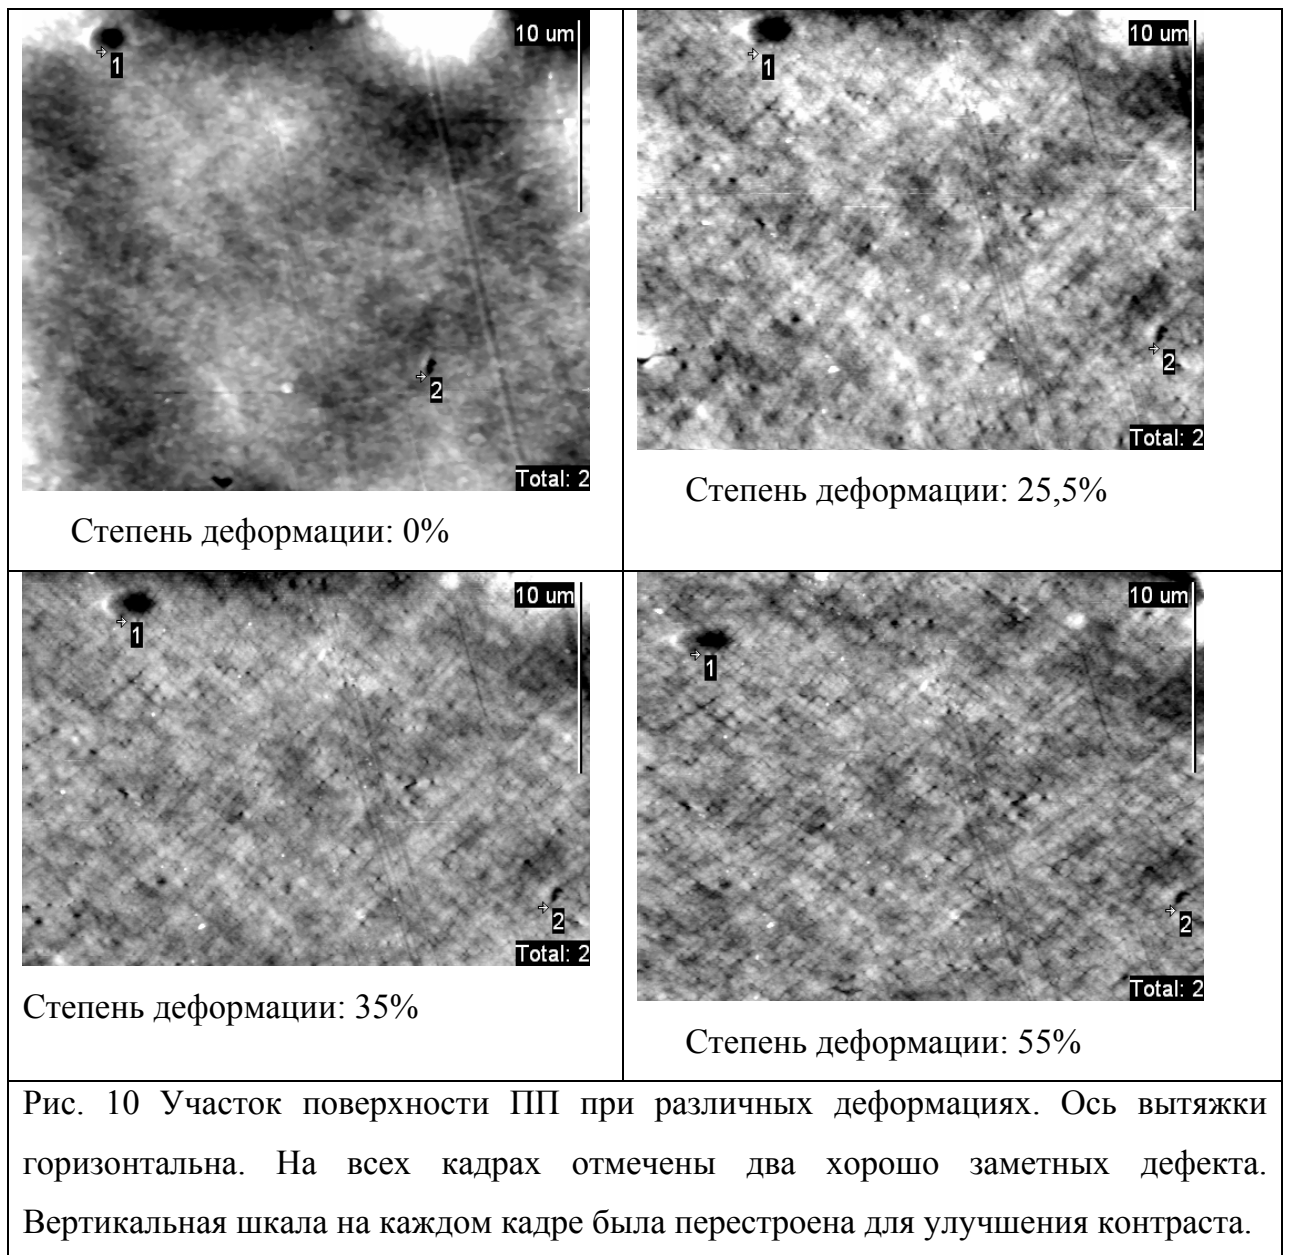 10 um
1
2
Total: 2
Степень деформации: 0%
10 um
1
2
Total: 2
Степень деформации: 25,5%
10 um
1
2
Total: 2
Степень деформации: 35%
10 um
1
2
Total: 2
Степень деформации: 55%
Рис. 10 Участок поверхности ПП при различных деформациях. Ось вытяжки
горизонтальна. На всех кадрах отмечены два хорошо заметных дефекта.
Вертикальная шкала на каждом кадре была перестроена для улучшения контраста.